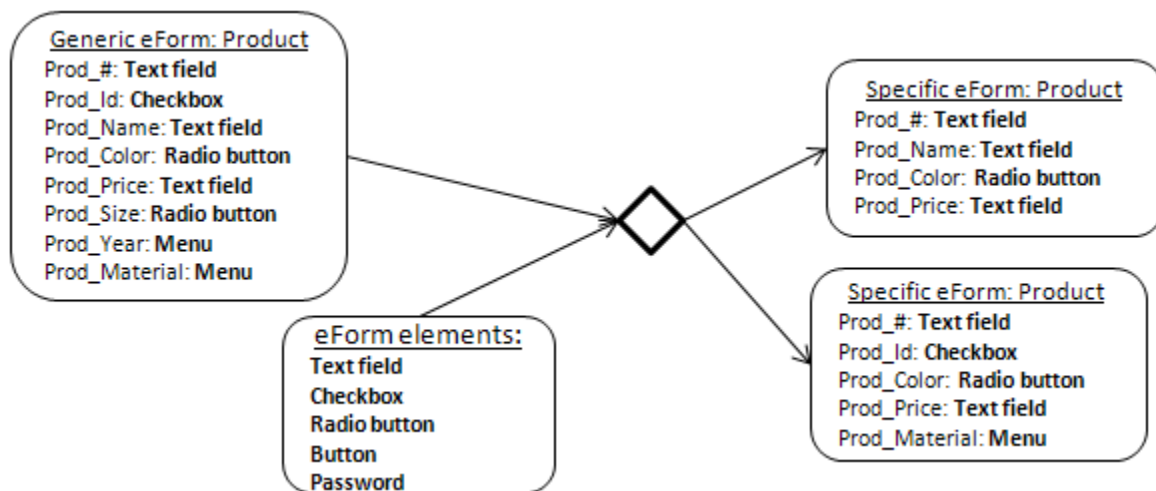 Generic eForm: Product
Prod_#: Text field
Prod_Id: Checkbox
Prod_Name: Text field
Prod_Color: Radio button
Prod_Price: Text field
Prod_Size: Radio button
Prod_Year: Menu
Prod_Material: Menu
eForm elements:
Text field
Checkbox
Radio button
Button
Password
Specific eForm: Product
Prod_#: Text field
Prod_Name: Text field
Prod_Color: Radio button
Prod_Price: Text field
Specific eForm: Product
Prod_#: Text field
Prod_Id: Checkbox
Prod_Color: Radio button
Prod_Price: Text field
Prod_Material: Menu